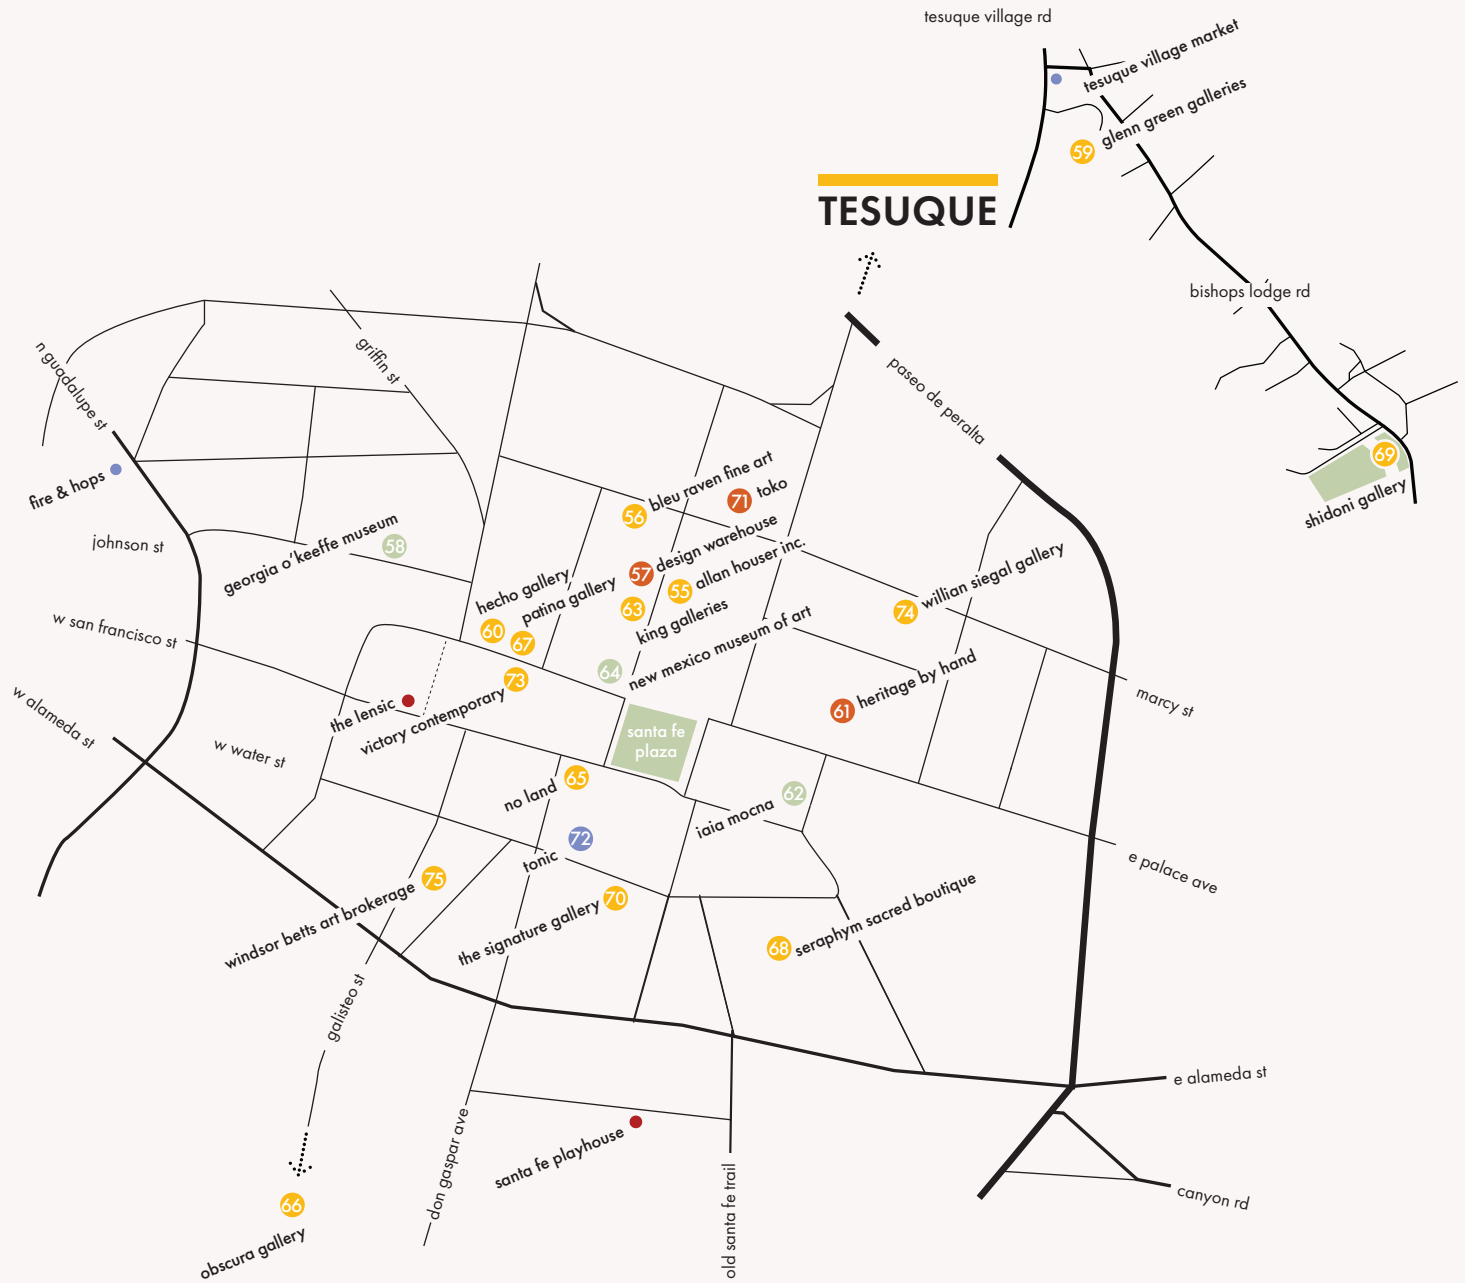 tesuque village rd
tesuque village market
glenn green galleries
59
TESUQUE
bishops lodge rd
69
shidoni gallery
n guadalupe st
griffin st
paseo de peralta
fire & hops
johnson st
georgia o'keeffe museum
58
bleu raven fine art
56
71
toko
57
design warehouse
55
allan houser inc.
63
king galleries
hecho gallery
60
patina gallery
67
64
new mexico museum of art
74
willian siegal gallery
w san francisco st
w alameda st
the lensic
73
victory contemporary
61
heritage by hand
marcy st
santa fe
plaza
w water st
65
no land
62
iaia mocna
72
tonic
e palace ave
75
windsor betts art brokerage
70
the signature gallery
68
seraphym sacred boutique
galisteo st
e alameda st
don gaspar ave
santa fe playhouse
old santa fe trail
canyon rd
66
obscura gallery